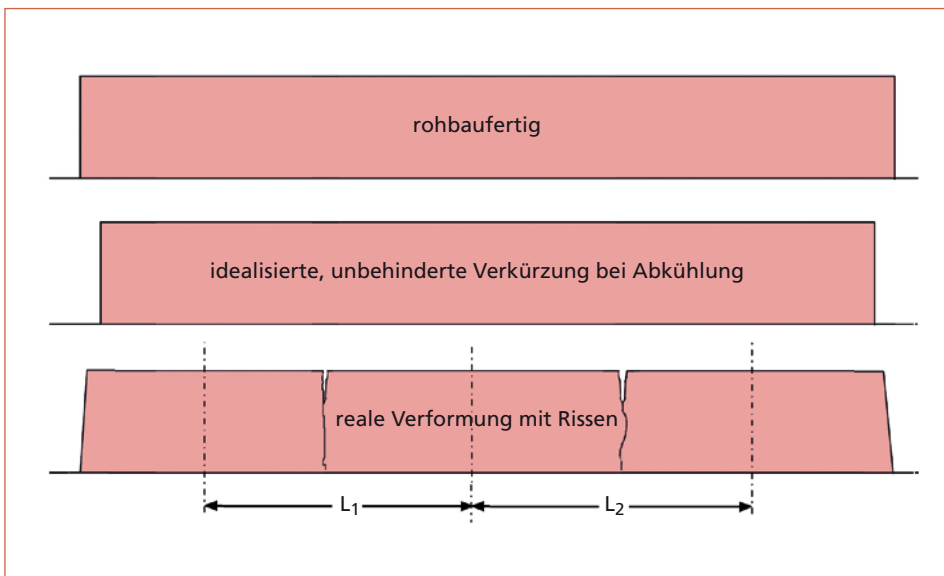 rohbaufertig
idealisierte, unbehinderte Verkürzung bei Abkühlung
reale Verformung mit Rissen
L₁ L₂